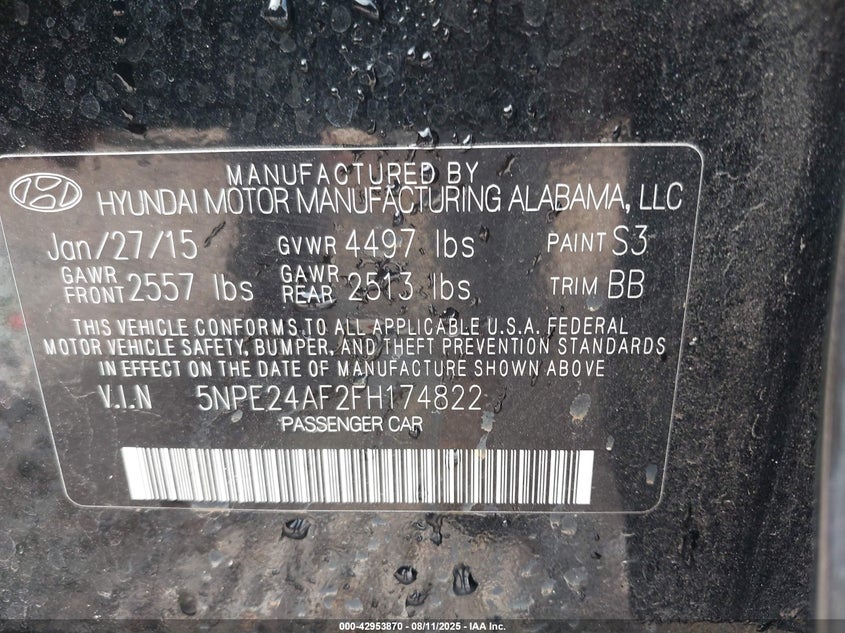 MANUFACTURED BY
HYUNDAI MOTOR MANUFACTURING ALABAMA, LLC
Jan/27/15 GVWR 4497 lbs PAINT S3
GAWR FRONT 2557 lbs GAWR REAR 2513 lbs TRIM BB
THIS VEHICLE CONFORMS TO ALL APPLICABLE U.S.A. FEDERAL
MOTOR VEHICLE SAFETY, BUMPER, AND THEFT PREVENTION STANDARDS
IN EFFECT ON THE DATE OF MANUFACTURE SHOWN ABOVE
V.I.N 5NPE24AF2FH174822
PASSENGER CAR
000-42953870 - 08/11/2025 - IAA Inc.